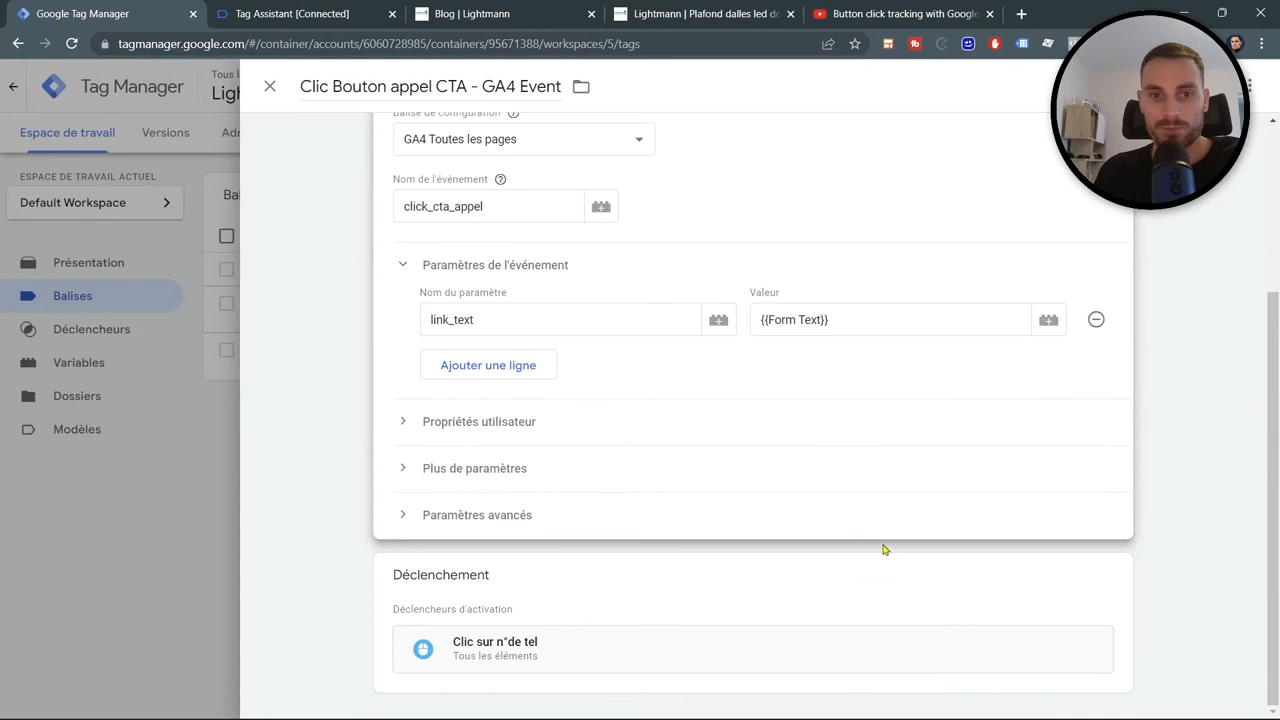 Google Tag Manager
Tag Assistant [Connected]
Blog | Lightmann
Lightmann | Plafond dalles led d
Button click tracking with Google
tagmanager.google.com/#/container/accounts/6060728985/containers/95671388/workspaces/5/tags
Tag Manager
Tous l
Ligh
Clic Bouton appel CTA - GA4 Event
Espace de travail
Versions
Ad
ESPACE DE TRAVAIL ACTUEL
Default Workspace
Bal
Présentation
Balises
Déclencheurs
Variables
Dossiers
Modèles
Balise de configuration
GA4 Toutes les pages
Nom de l'événement
click_cta_appel
Paramètres de l'événement
Nom du paramètre
Valeur
link_text
{{Form Text}}
Ajouter une ligne
Propriétés utilisateur
Plus de paramètres
Paramètres avancés
Déclenchement
Déclencheurs d'activation
Clic sur n°de tel
Tous les éléments